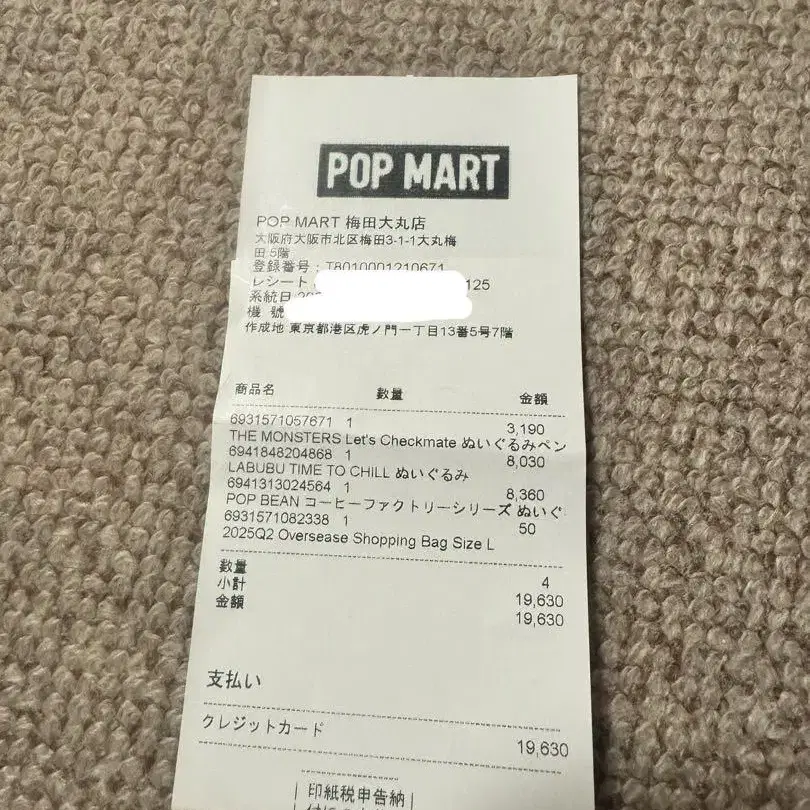 POP MART
POP MART 梅田大丸店
大阪府大阪市北区梅田3-1-1大丸梅
田 5階
登録番号：T8010001210671
レシート 125
系統日
機 號
作成地 東京都港区虎ノ門一丁目13番5号7階
商品名 数量 金額
6931571057671 1 3,190
THE MONSTERS Let's Checkmate ぬいぐるみペン
6941848204868 1 8,030
LABUBU TIME TO CHILL ぬいぐるみ
6941313024564 1 8,360
POP BEAN コーヒーファクトリーシリーズ ぬいぐ
6931571082338 1 50
2025Q2 Oversease Shopping Bag Size L
数量 4
小計 19,630
金額 19,630
支払い
クレジットカード 19,630
印紙税申告納